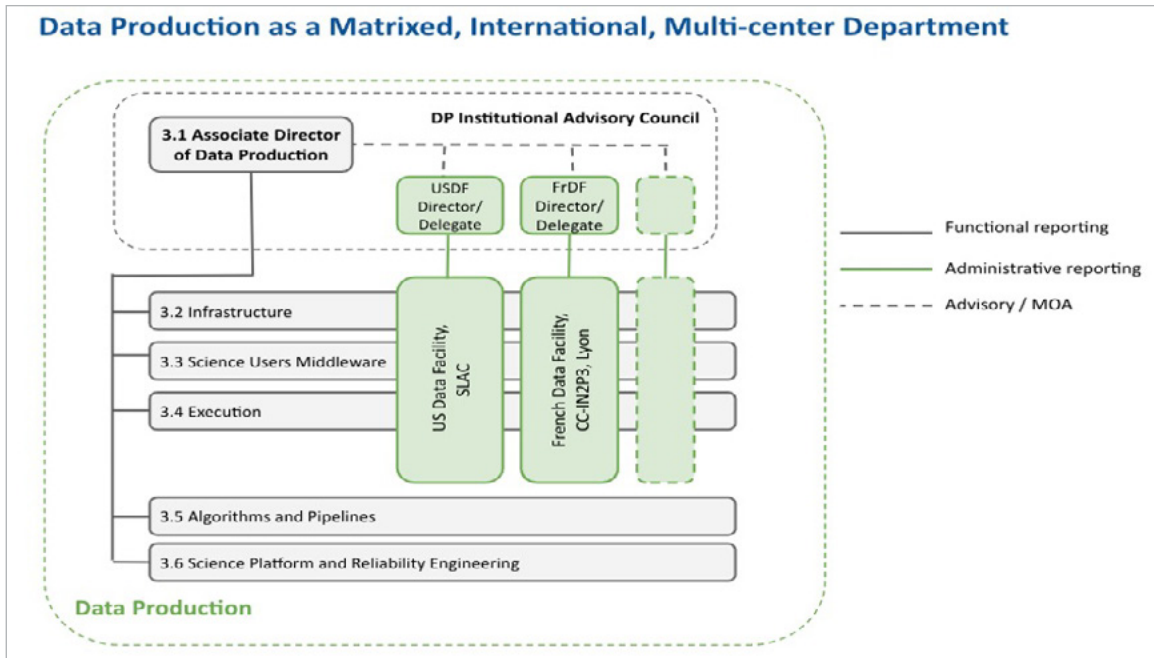 Data Production as a Matrixed, International, Multi-center Department
DP Institutional Advisory Council
3.1 Associate Director
of Data Production
USDF
Director/
Delegate
FrDF
Director/
Delegate
Functional reporting
Administrative reporting
Advisory / MOA
3.2 Infrastructure
3.3 Science Users Middleware
3.4 Execution
US Data Facility,
SLAC
French Data Facility,
CC-IN2P3, Lyon
3.5 Algorithms and Pipelines
3.6 Science Platform and Reliability Engineering
Data Production